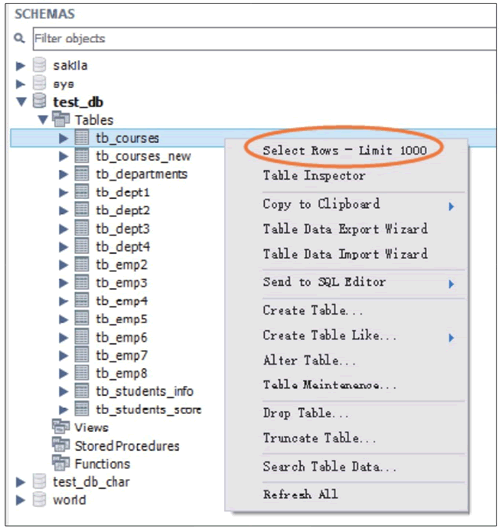 SCHEMAS
Filter objects
sakila
sys
test_db
Tables
tb_courses
tb_courses_new
tb_departments
tb_dept1
tb_dept2
tb_dept3
tb_dept4
tb_emp2
tb_emp3
tb_emp4
tb_emp5
tb_emp6
tb_emp7
tb_emp8
tb_students_info
tb_students_score
Views
Stored Procedures
Functions
test_db_char
world
Select Rows - Limit 1000
Table Inspector
Copy to Clipboard
Table Data Export Wizard
Table Data Import Wizard
Send to SQL Editor
Create Table...
Create Table Like...
Alter Table...
Table Maintenance...
Drop Table...
Truncate Table...
Search Table Data...
Refresh All